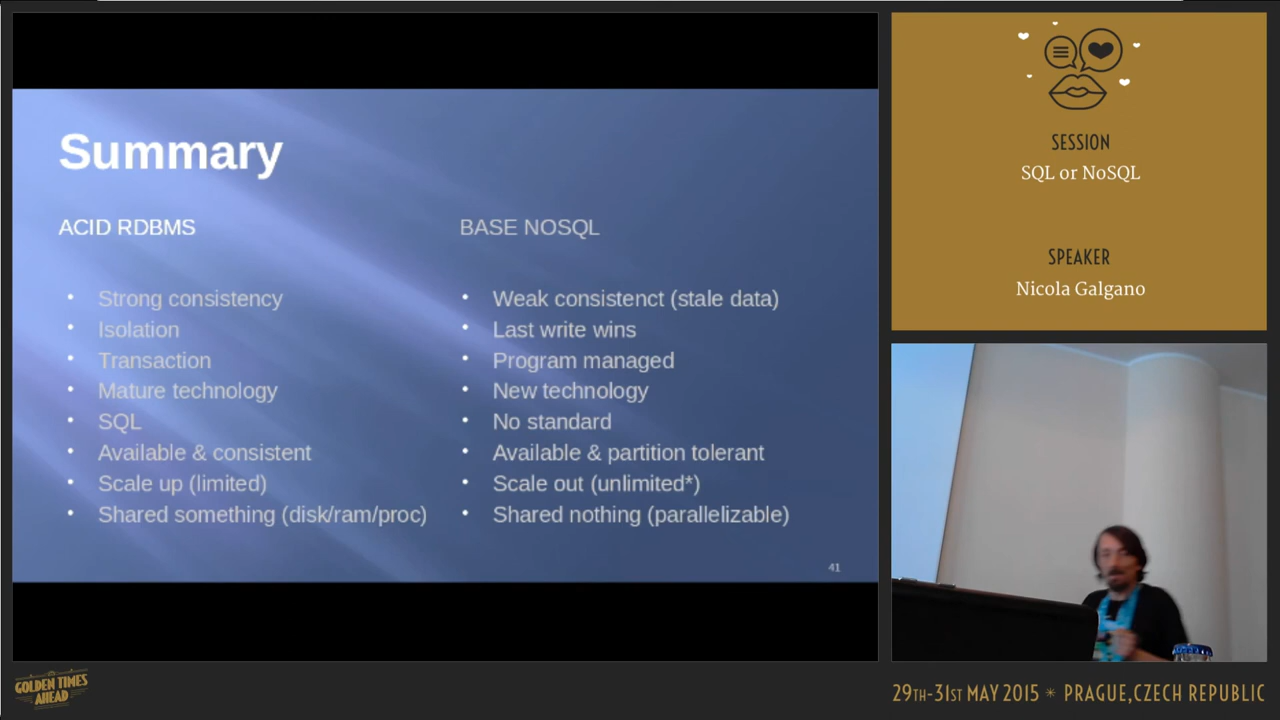 Summary
ACID RDBMS
• Strong consistency
• Isolation
• Transaction
• Mature technology
• SQL
• Available & consistent
• Scale up (limited)
• Shared something (disk/ram/proc)
BASE NOSQL
• Weak consistenct (stale data)
• Last write wins
• Program managed
• New technology
• No standard
• Available & partition tolerant
• Scale out (unlimited*)
• Shared nothing (parallelizable)
41
SESSION
SQL or NoSQL
SPEAKER
Nicola Galgano
GOLDEN TIMES
AHEAD
29TH-31ST MAY 2015 * PRAGUE, CZECH REPUBLIC